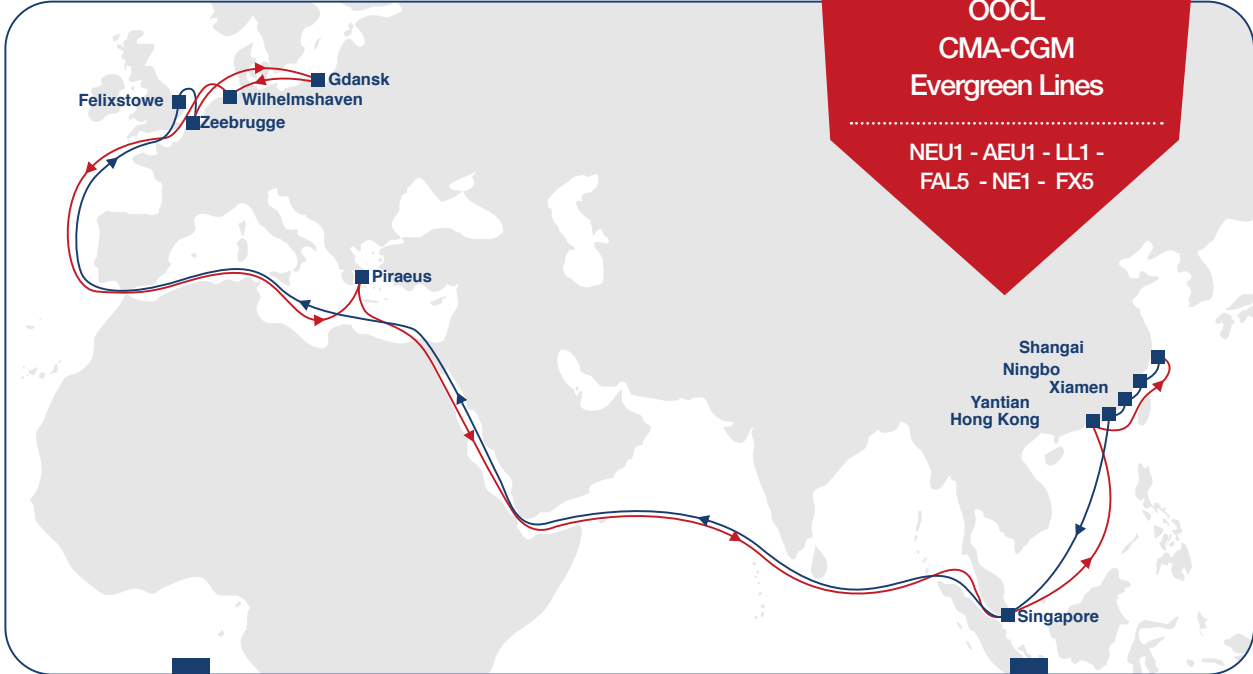 OOCL
CMA-CGM
Evergreen Lines
NEU1 - AEU1 - LL1 -
FAL5 - NE1 - FX5
Gdansk
Felixstowe
Wilhelmshaven
Zeebrugge
Piraeus
Shangai
Ningbo
Xiamen
Yantian
Hong Kong
Singapore